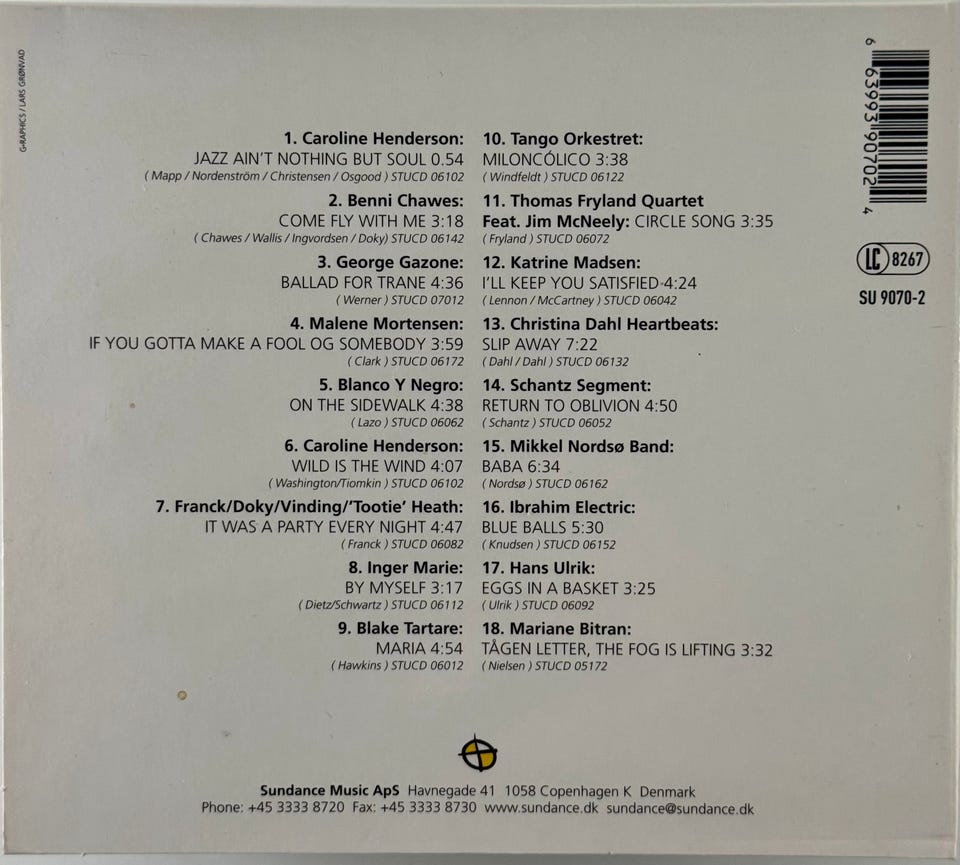 G-RAPHICS / LARS GRØNVAD
1. Caroline Henderson:
JAZZ AIN'T NOTHING BUT SOUL 0.54
( Mapp / Nordenström / Christensen / Osgood ) STUCD 06102
2. Benni Chawes:
COME FLY WITH ME 3:18
( Chawes / Wallis / Ingvordsen / Doky) STUCD 06142
3. George Gazone:
BALLAD FOR TRANE 4:36
( Werner ) STUCD 07012
4. Malene Mortensen:
IF YOU GOTTA MAKE A FOOL OG SOMEBODY 3:59
( Clark ) STUCD 06172
5. Blanco Y Negro:
ON THE SIDEWALK 4:38
( Lazo ) STUCD 06062
6. Caroline Henderson:
WILD IS THE WIND 4:07
( Washington/Tiomkin ) STUCD 06102
7. Franck/Doky/Vinding/'Tootie' Heath:
IT WAS A PARTY EVERY NIGHT 4:47
( Franck ) STUCD 06082
8. Inger Marie:
BY MYSELF 3:17
( Dietz/Schwartz ) STUCD 06112
9. Blake Tartare:
MARIA 4:54
( Hawkins ) STUCD 06012
10. Tango Orkestret:
MILONCÓLICO 3:38
( Windfeldt ) STUCD 06122
11. Thomas Fryland Quartet
Feat. Jim McNeely: CIRCLE SONG 3:35
( Fryland ) STUCD 06072
12. Katrine Madsen:
I'LL KEEP YOU SATISFIED 4:24
( Lennon / McCartney ) STUCD 06042
13. Christina Dahl Heartbeats:
SLIP AWAY 7:22
( Dahl / Dahl ) STUCD 06132
14. Schantz Segment:
RETURN TO OBLIVION 4:50
( Schantz ) STUCD 06052
15. Mikkel Nordsø Band:
BABA 6:34
( Nordsø ) STUCD 06162
16. Ibrahim Electric:
BLUE BALLS 5:30
( Knudsen ) STUCD 06152
17. Hans Ulrik:
EGGS IN A BASKET 3:25
( Ulrik ) STUCD 06092
18. Mariane Bitran:
TÅGEN LETTER, THE FOG IS LIFTING 3:32
( Nielsen ) STUCD 05172
6 63993 90702 4
LC 8267
SU 9070-2
Sundance Music ApS Havnegade 41 1058 Copenhagen K Denmark
Phone: +45 3333 8720 Fax: +45 3333 8730 www.sundance.dk sundance@sundance.dk